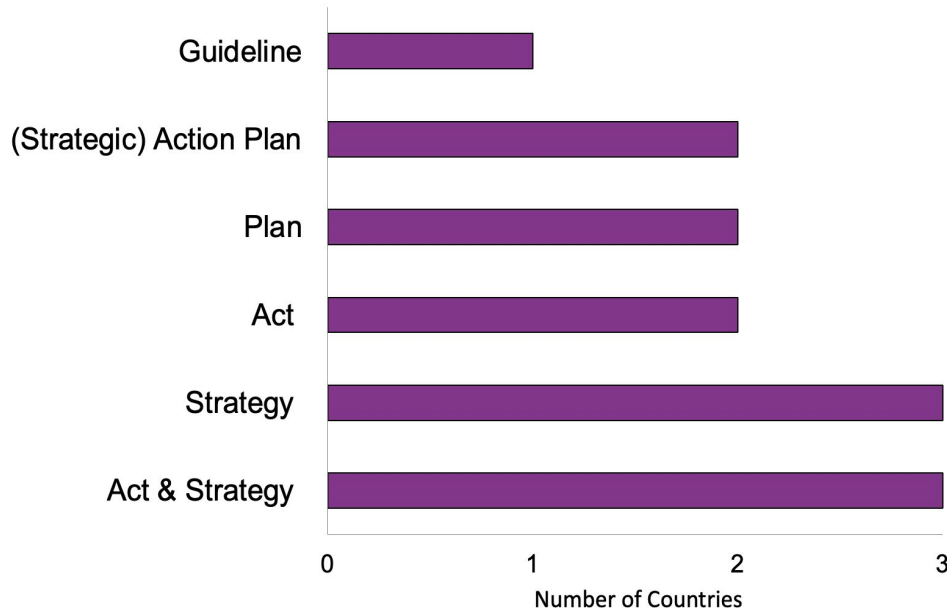 Guideline
(Strategic) Action Plan
Plan
Act
Strategy
Act & Strategy
0 1 2 3
Number of Countries